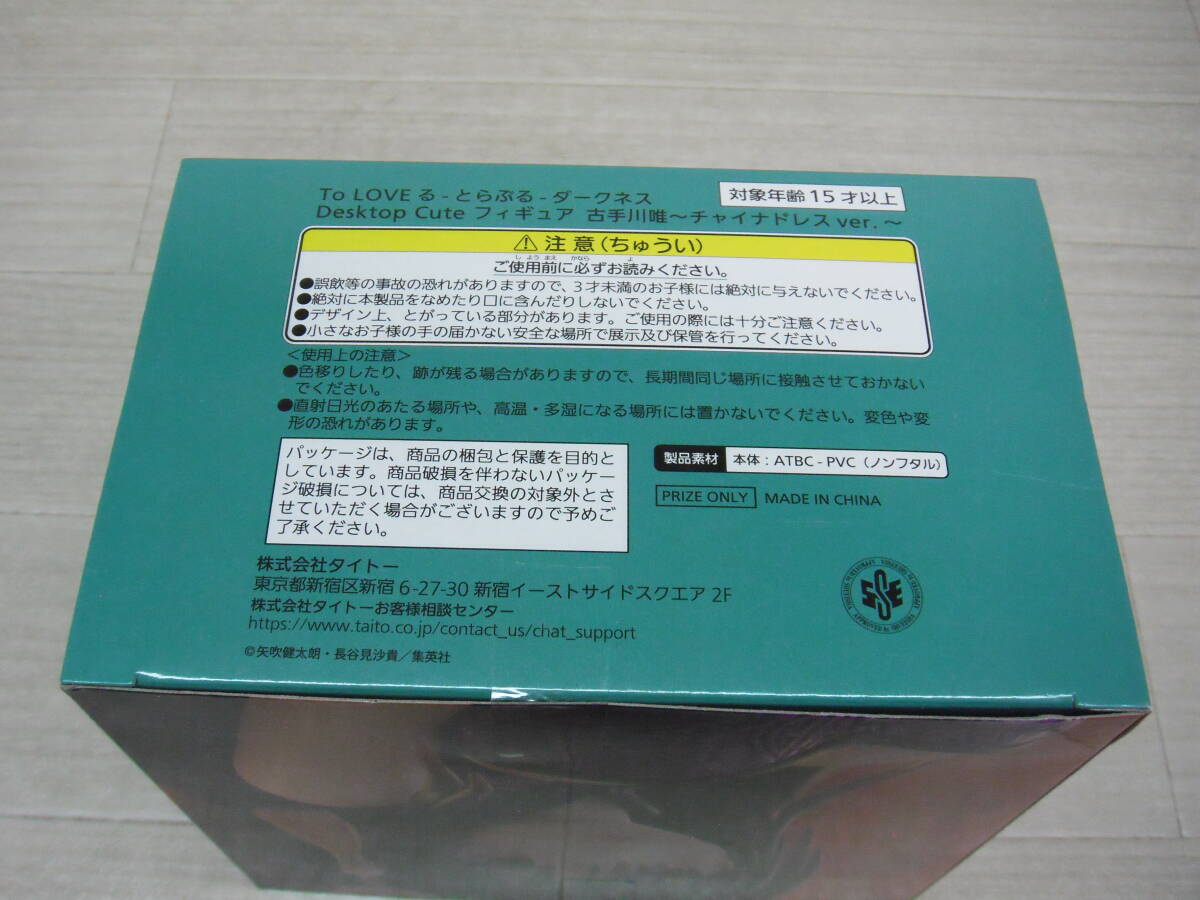 To LOVEる-とらぶる-ダークネス
対象年齢15才以上
Desktop Cute フィギュア 古手川唯～チャイナドレスver.～
⚠注意(ちゅうい)
しようまえ かなら よ
ご使用前に必ずお読みください。
●誤飲等の事故の恐れがありますので、3才未満のお子様には絶対に与えないでください。
●絶対に本製品をなめたり口に含んだりしないでください。
●デザイン上、とがっている部分があります。ご使用の際には十分ご注意ください。
●小さなお子様の手の届かない安全な場所で展示及び保管を行ってください。
＜使用上の注意＞
●色移りしたり、跡が残る場合がありますので、長期間同じ場所に接触させておかない
でください。
●直射日光のあたる場所や、高温・多湿になる場所には置かないでください。変色や変
形の恐れがあります。
パッケージは、商品の梱包と保護を目的と
しています。商品破損を伴わないパッケー
ジ破損については、商品交換の対象外とさ
せていただく場合がございますので予めご
了承ください。
製品素材 本体：ATBC-PVC（ノンフタル）
PRIZE ONLY MADE IN CHINA
株式会社タイトー
東京都新宿区新宿6-27-30 新宿イーストサイドスクエア 2F
株式会社タイトーお客様相談センター
https://www.taito.co.jp/contact_us/chat_support
©矢吹健太朗・長谷見沙貴／集英社